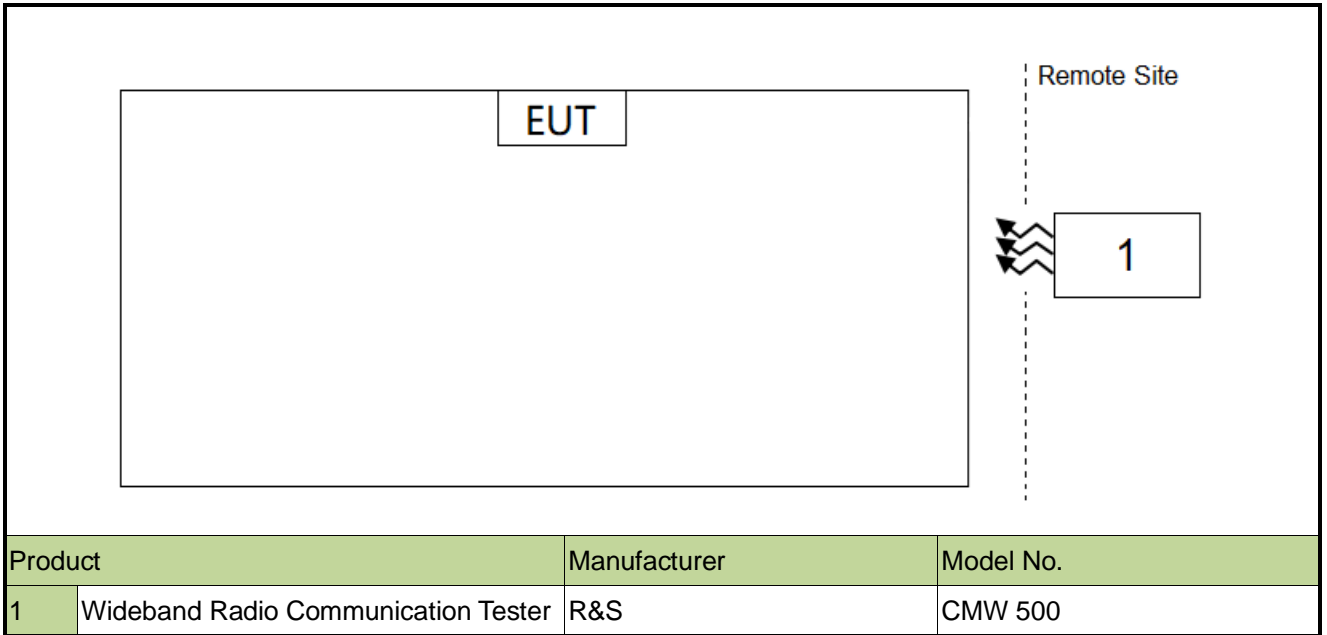 Remote Site
EUT
1
Product Manufacturer Model No.
1 Wideband Radio Communication Tester R&S CMW 500